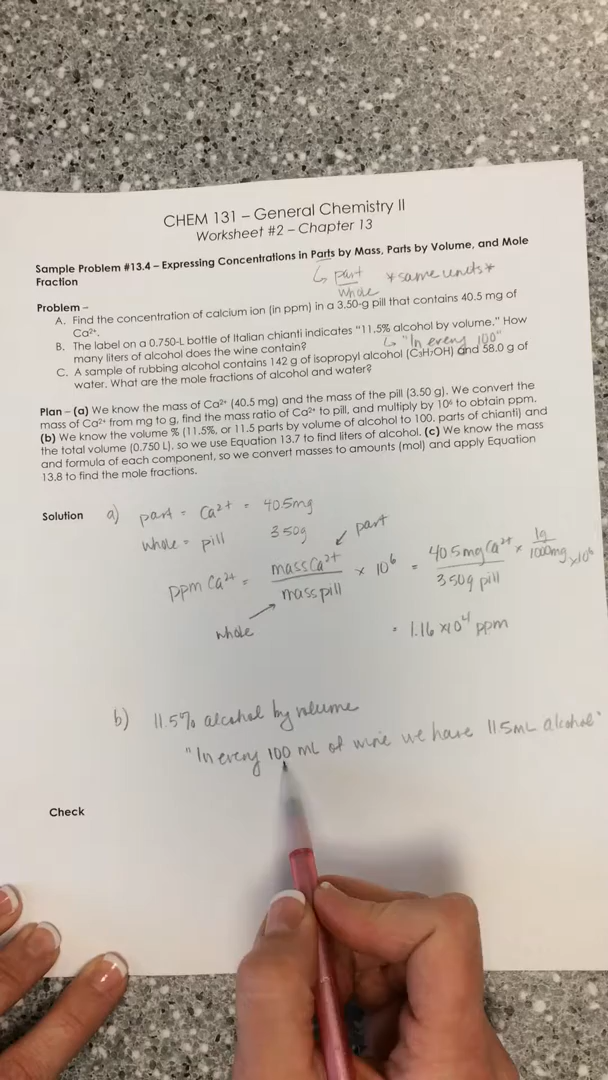 CHEM 131 – General Chemistry II
Worksheet #2 – Chapter 13
Sample Problem #13.4 – Expressing Concentrations in Parts by Mass, Parts by Volume, and Mole
Fraction
↳ part *same units*
whole
Problem –
A. Find the concentration of calcium ion (in ppm) in a 3.50-g pill that contains 40.5 mg of
Ca²⁺.
B. The label on a 0.750-L bottle of Italian chianti indicates “11.5% alcohol by volume.” How
↳ "In every 100"
many liters of alcohol does the wine contain?
C. A sample of rubbing alcohol contains 142 g of isopropyl alcohol (C₃H₇OH) and 58.0 g of
water. What are the mole fractions of alcohol and water?
Plan – (a) We know the mass of Ca²⁺ (40.5 mg) and the mass of the pill (3.50 g). We convert the
mass of Ca²⁺ from mg to g, find the mass ratio of Ca²⁺ to pill, and multiply by 10⁶ to obtain ppm.
(b) We know the volume % (11.5%, or 11.5 parts by volume of alcohol to 100. parts of chianti) and
the total volume (0.750 L), so we use Equation 13.7 to find liters of alcohol. (c) We know the mass
and formula of each component, so we convert masses to amounts (mol) and apply Equation
13.8 to find the mole fractions.
Solution a) part = Ca²⁺ = 40.5mg
whole = pill 3.50g
part
ppm Ca²⁺ = mass Ca²⁺ / mass pill × 10⁶ = 40.5mg Ca²⁺ × 1g/1000mg / 3.50g pill × 10⁶
whole
= 1.16 × 10⁴ ppm
b) 11.5% alcohol by volume
"In every 100 mL of wine we have 11.5mL alcohol"
Check